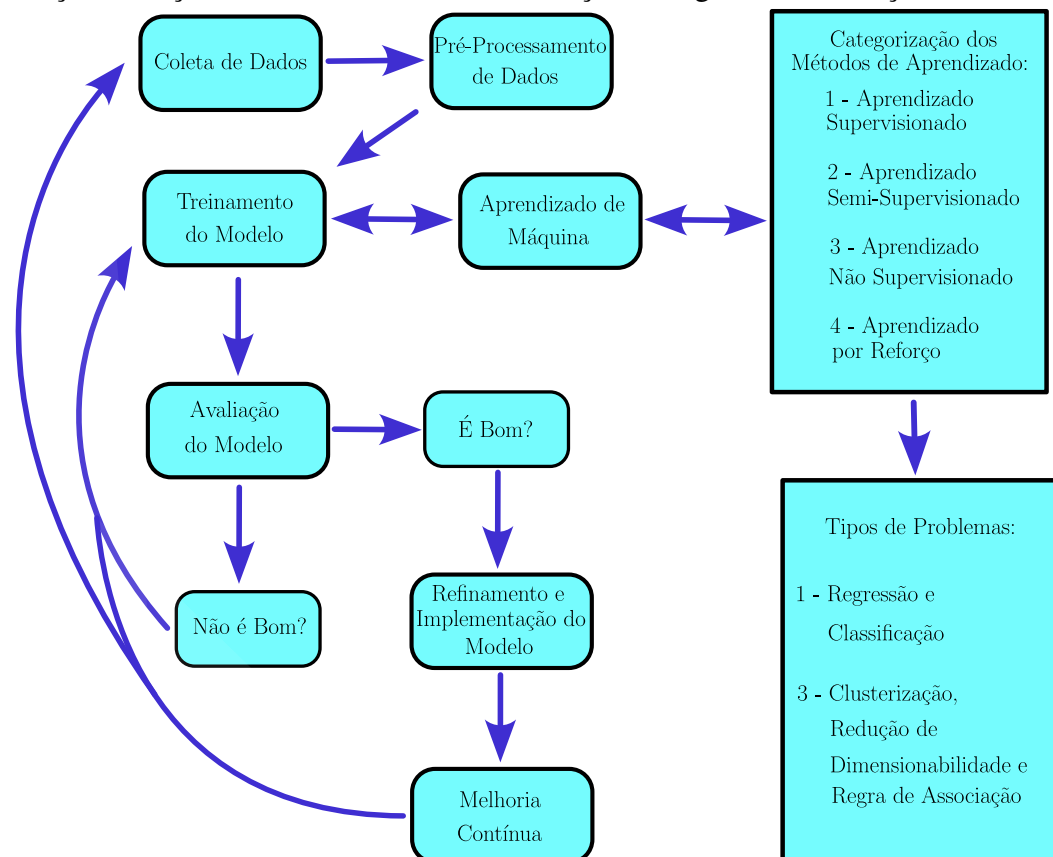 Coleta de Dados
Pré-Processamento
de Dados
Treinamento
do Modelo
Aprendizado de
Máquina
Avaliação
do Modelo
É Bom?
Não é Bom?
Refinamento e
Implementação do
Modelo
Melhoria
Contínua
Categorização dos
Métodos de Aprendizado:
1 - Aprendizado
Supervisionado
2 - Aprendizado
Semi-Supervisionado
3 - Aprendizado
Não Supervisionado
4 - Aprendizado
por Reforço
Tipos de Problemas:
1 - Regressão e
Classificação
3 - Clusterização,
Redução de
Dimensionabilidade e
Regra de Associação